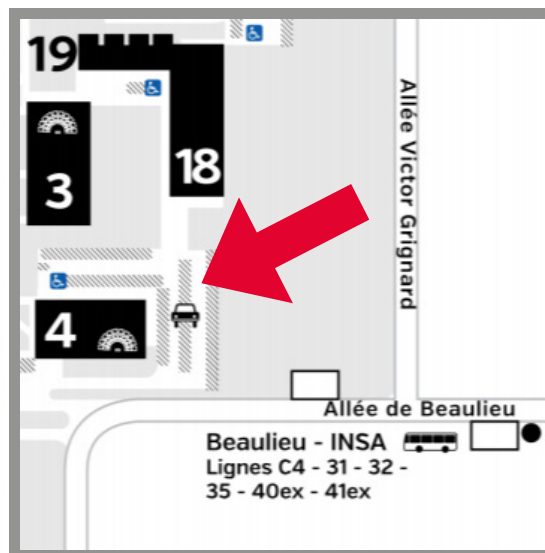 19
18
3
4
Allée Victor Grignard
Allée de Beaulieu
Beaulieu - INSA
Lignes C4 - 31 - 32 -
35 - 40ex - 41ex